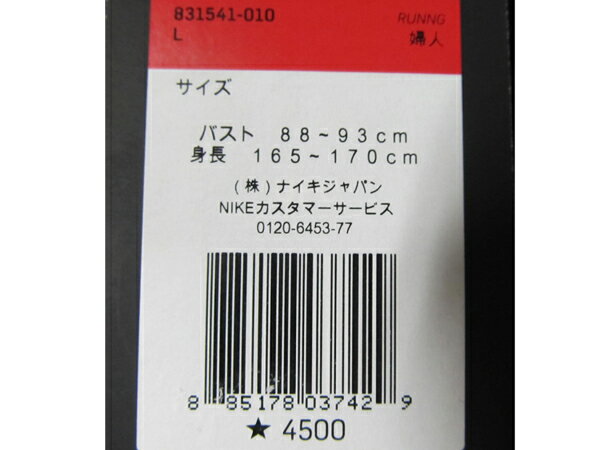 831541-010 RUNNG
L 婦人
サイズ
バスト 88~93cm
身長 165~170cm
(株)ナイキジャパン
NIKEカスタマーサービス
0120-6453-77
8 85178 03742 9
★ 4500